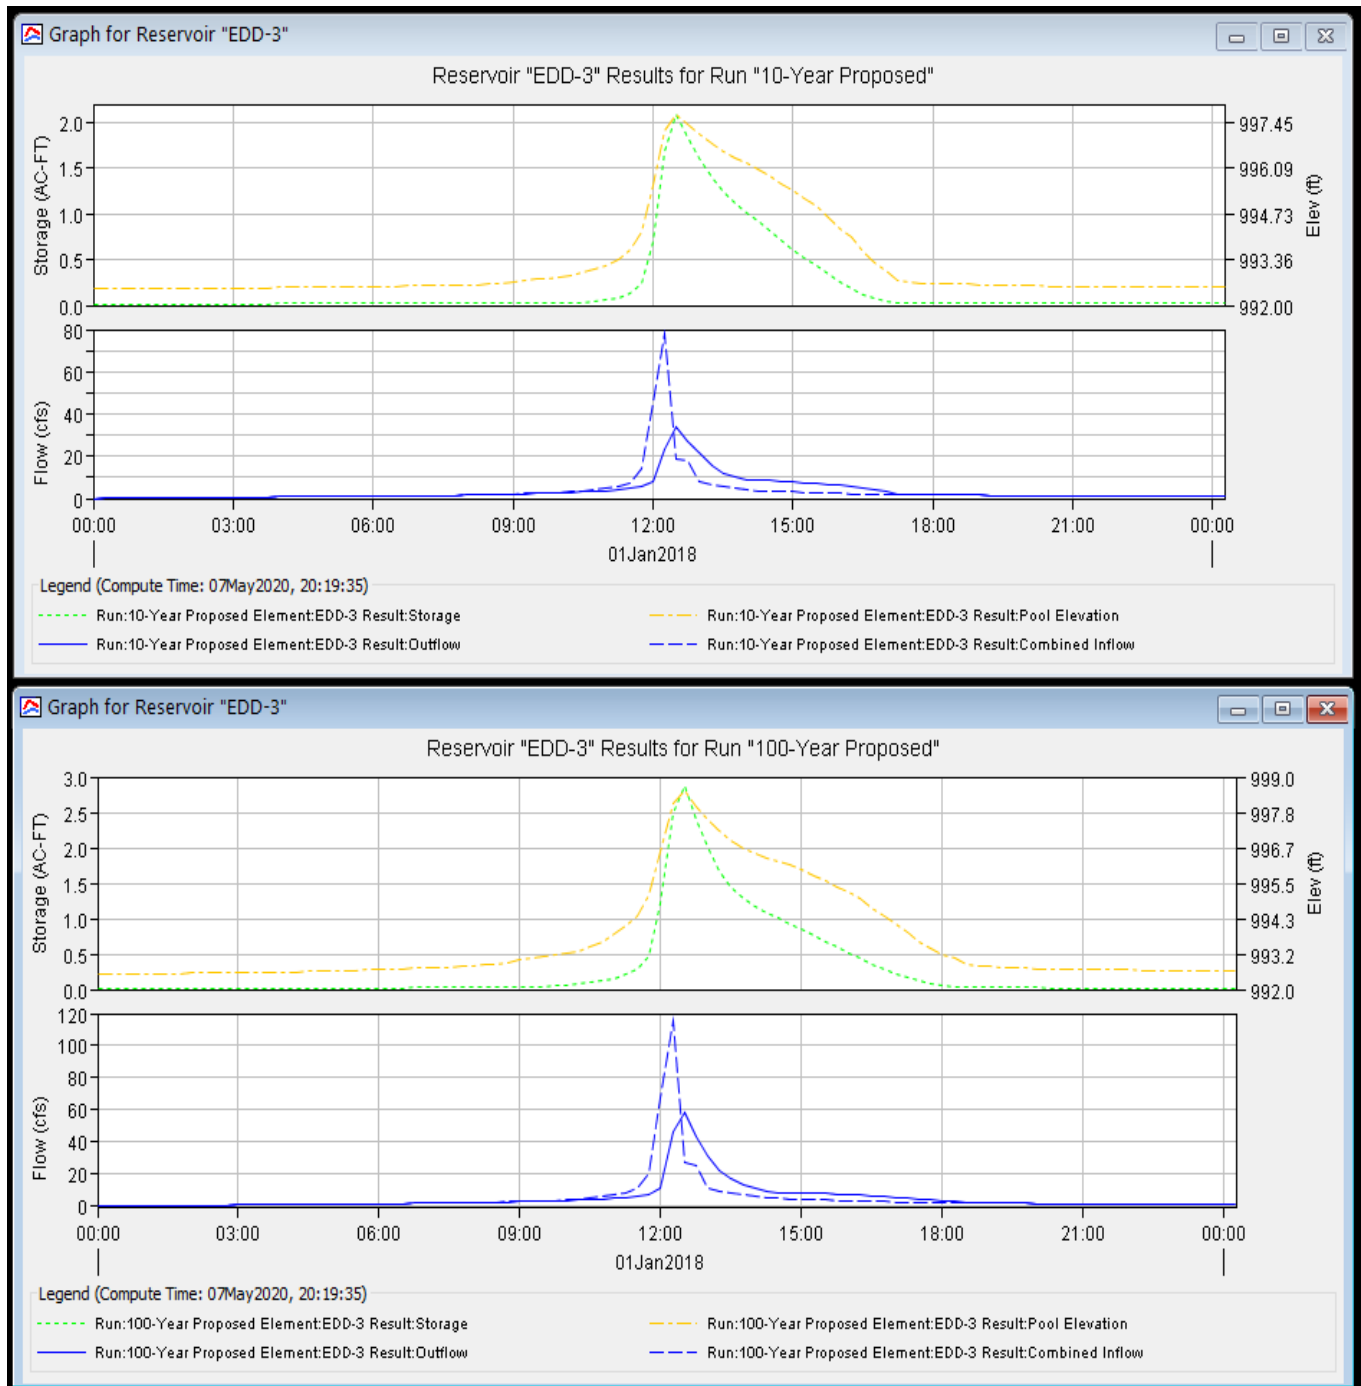 Graph for Reservoir "EDD-3"
Reservoir "EDD-3" Results for Run "10-Year Proposed"
Storage (AC-FT)
2.0
1.5
1.0
0.5
0.0
997.45
996.09
994.73
993.36
992.00
Elev (ft)
Flow (cfs)
80
60
40
20
0
00:00 03:00 06:00 09:00 12:00 15:00 18:00 21:00 00:00
01Jan2018
Legend (Compute Time: 07May2020, 20:19:35)
Run:10-Year Proposed Element:EDD-3 Result:Storage
Run:10-Year Proposed Element:EDD-3 Result:Pool Elevation
Run:10-Year Proposed Element:EDD-3 Result:Outflow
Run:10-Year Proposed Element:EDD-3 Result:Combined Inflow
Graph for Reservoir "EDD-3"
Reservoir "EDD-3" Results for Run "100-Year Proposed"
Storage (AC-FT)
3.0
2.5
2.0
1.5
1.0
0.5
0.0
999.0
997.8
996.7
995.5
994.3
993.2
992.0
Elev (ft)
Flow (cfs)
120
100
80
60
40
20
0
00:00 03:00 06:00 09:00 12:00 15:00 18:00 21:00 00:00
01Jan2018
Legend (Compute Time: 07May2020, 20:19:35)
Run:100-Year Proposed Element:EDD-3 Result:Storage
Run:100-Year Proposed Element:EDD-3 Result:Pool Elevation
Run:100-Year Proposed Element:EDD-3 Result:Outflow
Run:100-Year Proposed Element:EDD-3 Result:Combined Inflow